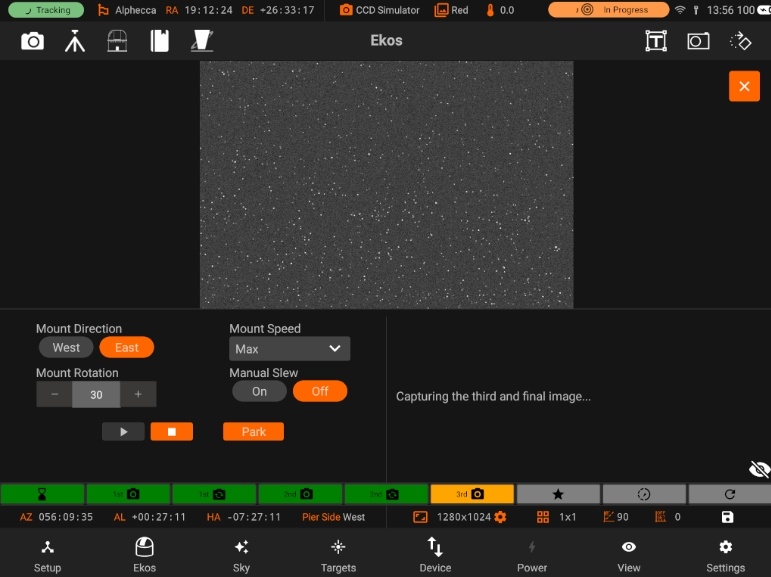 Tracking Alphecca RA 19:12:24 DE +26:33:17 CCD Simulator Red 0.0 In Progress 13:56 100
Ekos
T
Mount Direction Mount Speed
West East Max
Mount Rotation Manual Slew
− 30 + On Off
Capturing the third and final image...
Park
1st 1st 2nd 2nd 3rd
AZ 056:09:35 AL +00:27:11 HA -07:27:11 Pier Side West 1280x1024 1x1 90 0
Setup Ekos Sky Targets Device Power View Settings